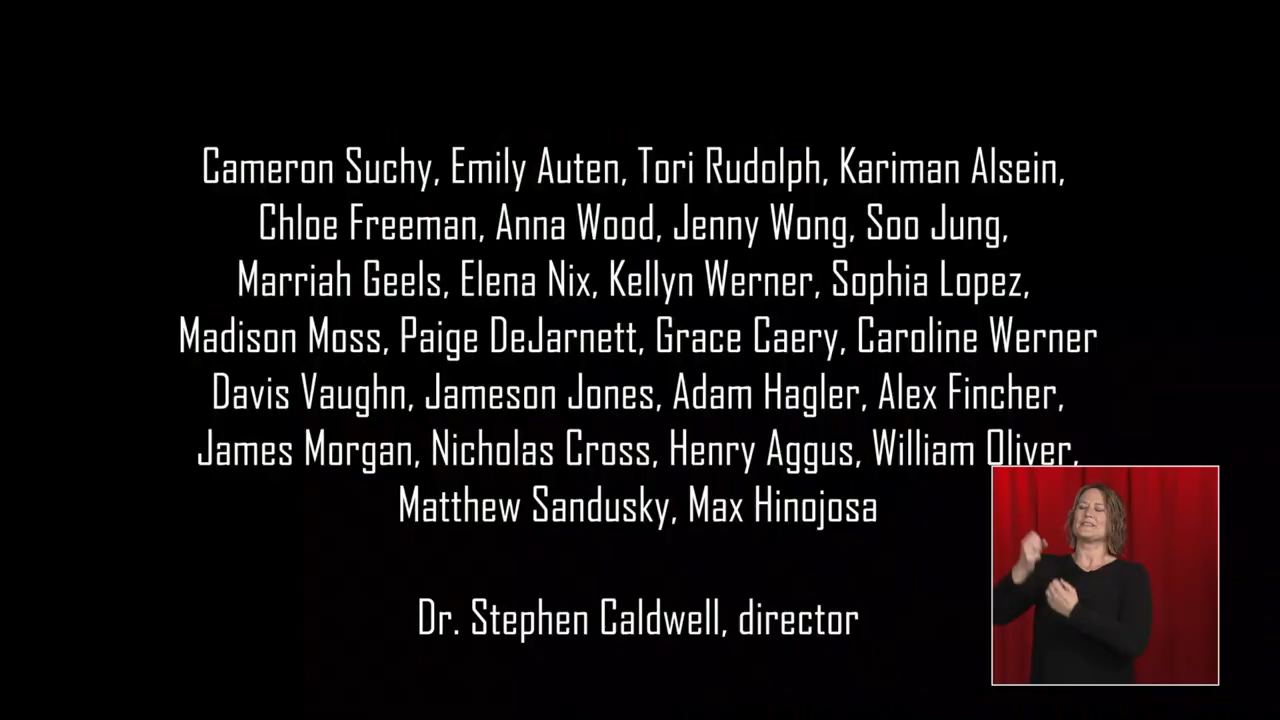 Cameron Suchy, Emily Auten, Tori Rudolph, Kariman Alsein,
Chloe Freeman, Anna Wood, Jenny Wong, Soo Jung,
Marriah Geels, Elena Nix, Kellyn Werner, Sophia Lopez,
Madison Moss, Paige DeJarnett, Grace Caery, Caroline Werner
Davis Vaughn, Jameson Jones, Adam Hagler, Alex Fincher,
James Morgan, Nicholas Cross, Henry Aggus, William Oliver,
Matthew Sandusky, Max Hinojosa
Dr. Stephen Caldwell, director